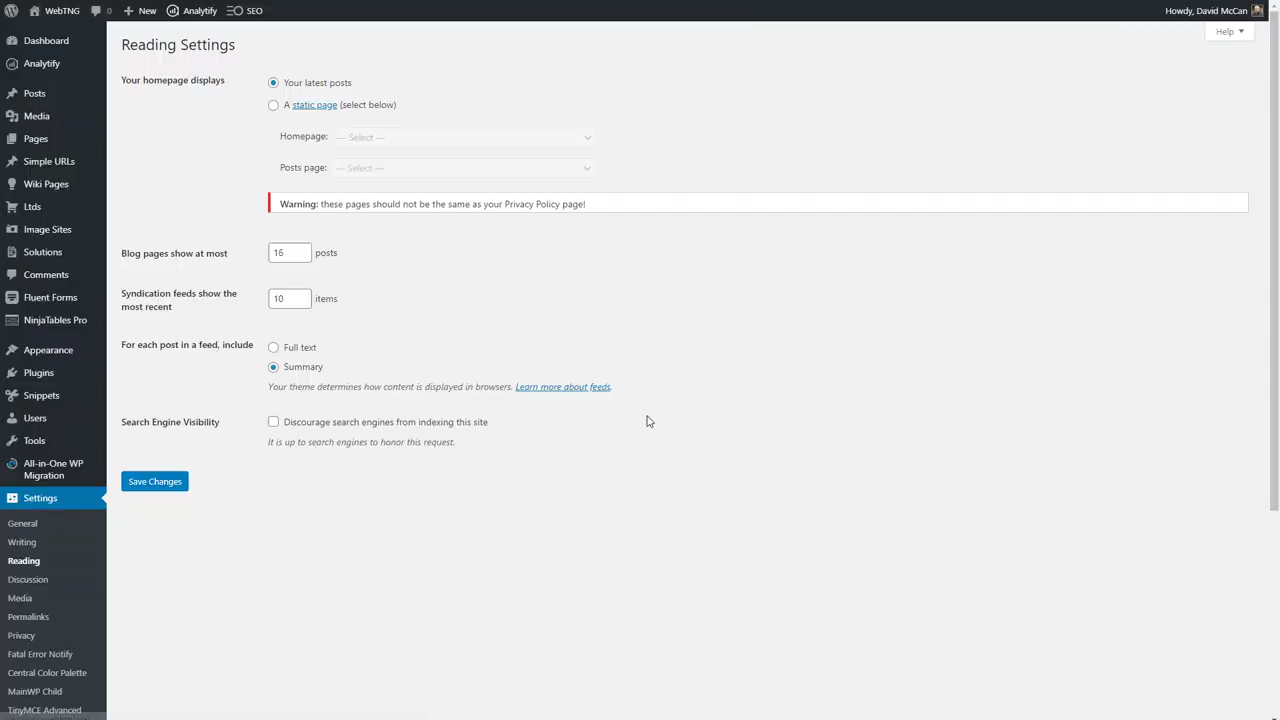 WebTNG 0 New Analytify SEO Howdy, David McCan
Help
Dashboard
Analytify
Posts
Media
Pages
Simple URLs
Wiki Pages
Ltds
Image Sites
Solutions
Comments
Fluent Forms
NinjaTables Pro
Appearance
Plugins
Snippets
Users
Tools
All-in-One WP
Migration
Settings
General
Writing
Reading
Discussion
Media
Permalinks
Privacy
Fatal Error Notify
Central Color Palette
MainWP Child
TinyMCE Advanced
Reading Settings
Your homepage displays
Your latest posts
A static page (select below)
Homepage: — Select —
Posts page: — Select —
Warning: these pages should not be the same as your Privacy Policy page!
Blog pages show at most 16 posts
Syndication feeds show the
most recent
10 items
For each post in a feed, include
Full text
Summary
Your theme determines how content is displayed in browsers. Learn more about feeds.
Search Engine Visibility
Discourage search engines from indexing this site
It is up to search engines to honor this request.
Save Changes